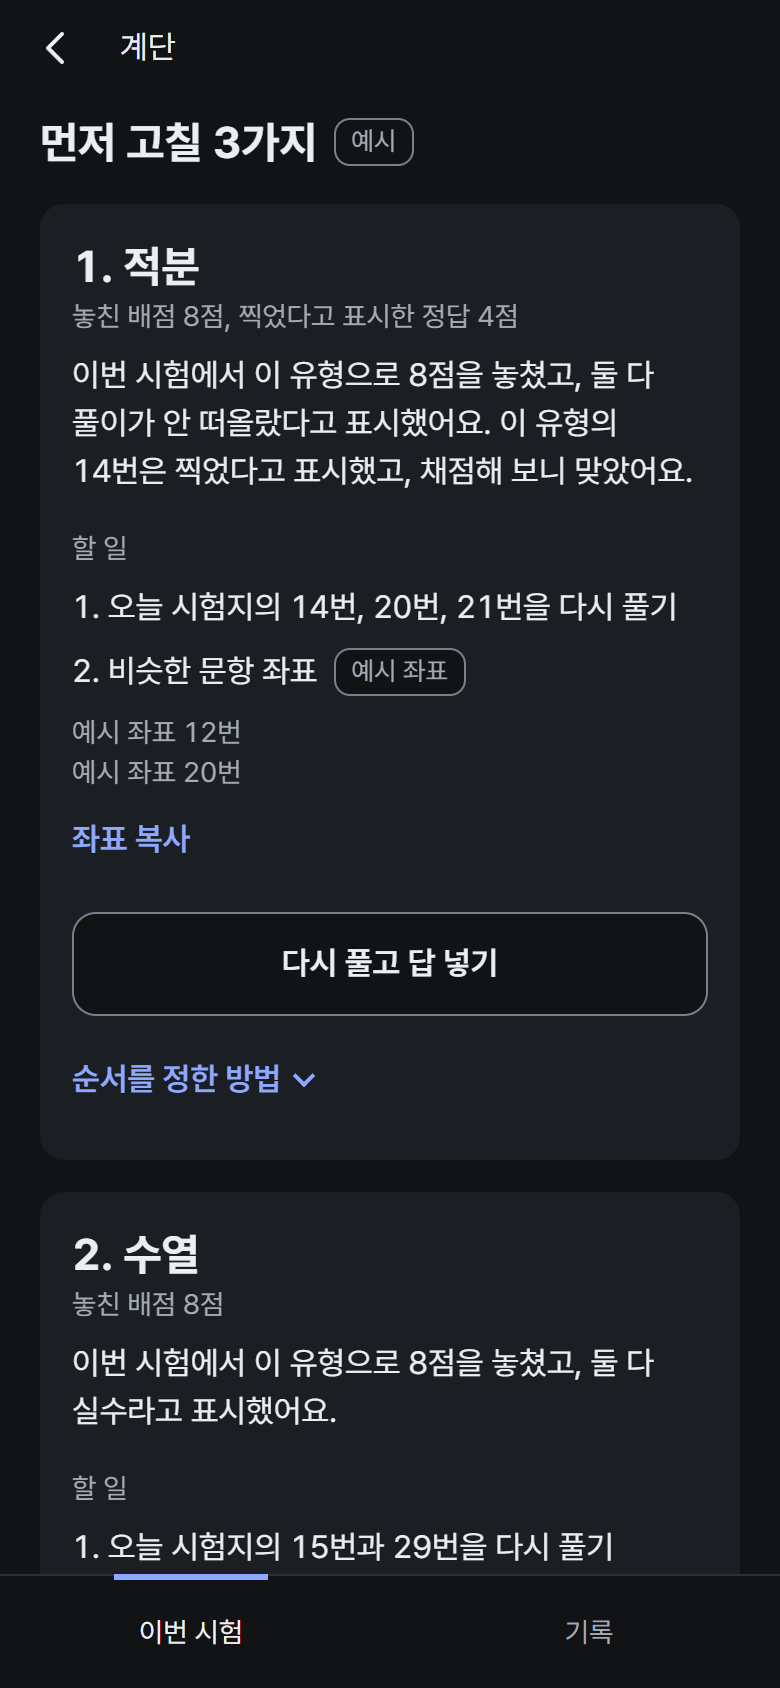 계단
먼저 고칠 3가지 예시
1. 적분
놓친 배점 8점, 찍었다고 표시한 정답 4점
이번 시험에서 이 유형으로 8점을 놓쳤고, 둘 다
풀이가 안 떠올랐다고 표시했어요. 이 유형의
14번은 찍었다고 표시했고, 채점해 보니 맞았어요.
할 일
1. 오늘 시험지의 14번, 20번, 21번을 다시 풀기
2. 비슷한 문항 좌표 예시 좌표
예시 좌표 12번
예시 좌표 20번
좌표 복사
다시 풀고 답 넣기
순서를 정한 방법
2. 수열
놓친 배점 8점
이번 시험에서 이 유형으로 8점을 놓쳤고, 둘 다
실수라고 표시했어요.
할 일
1. 오늘 시험지의 15번과 29번을 다시 풀기
이번 시험 기록